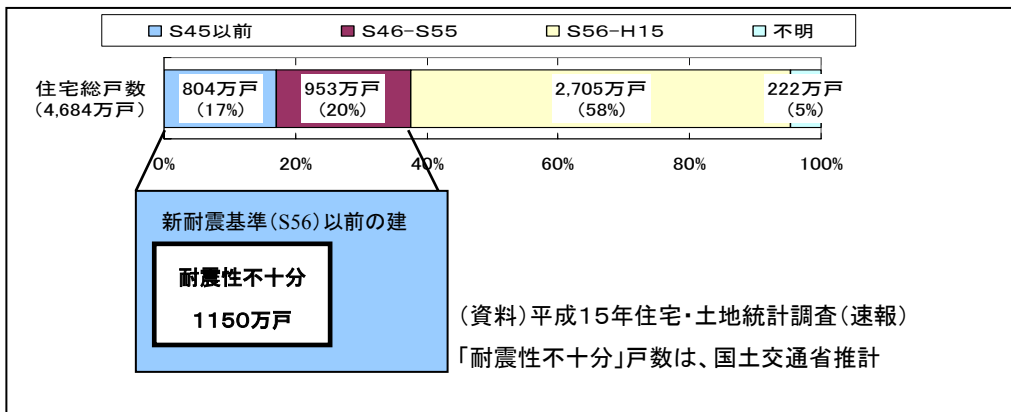 S45以前 S46-S55 S56-H15 不明
住宅総戸数
(4,684万戸)
804万戸
(17%)
953万戸
(20%)
2,705万戸
(58%)
222万戸
(5%)
0% 20% 40% 60% 80% 100%
新耐震基準(S56)以前の建
耐震性不十分
1150万戸
(資料)平成15年住宅・土地統計調査(速報)
「耐震性不十分」戸数は、国土交通省推計